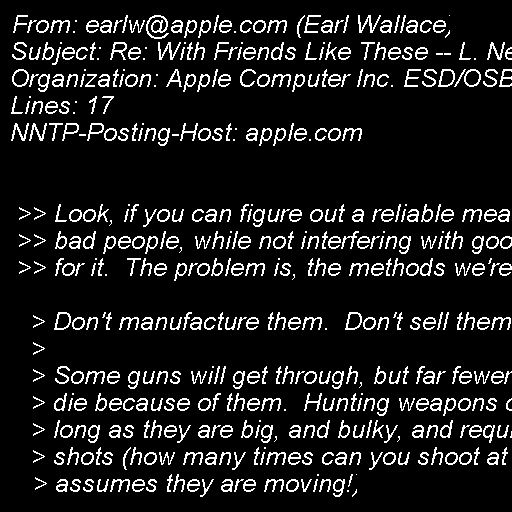 From: earlw@apple.com (Earl Wallace)
Subject: Re: With Friends Like These -- L. Ne
Organization: Apple Computer Inc. ESD/OSB
Lines: 17
NNTP-Posting-Host: apple.com
>> Look, if you can figure out a reliable mea
>> bad people, while not interfering with goo
>> for it.  The problem is, the methods we're
> Don't manufacture them.  Don't sell them
>
> Some guns will get through, but far fewer
> die because of them.  Hunting weapons c
> long as they are big, and bulky, and requi
> shots (how many times can you shoot at
> assumes they are moving!)